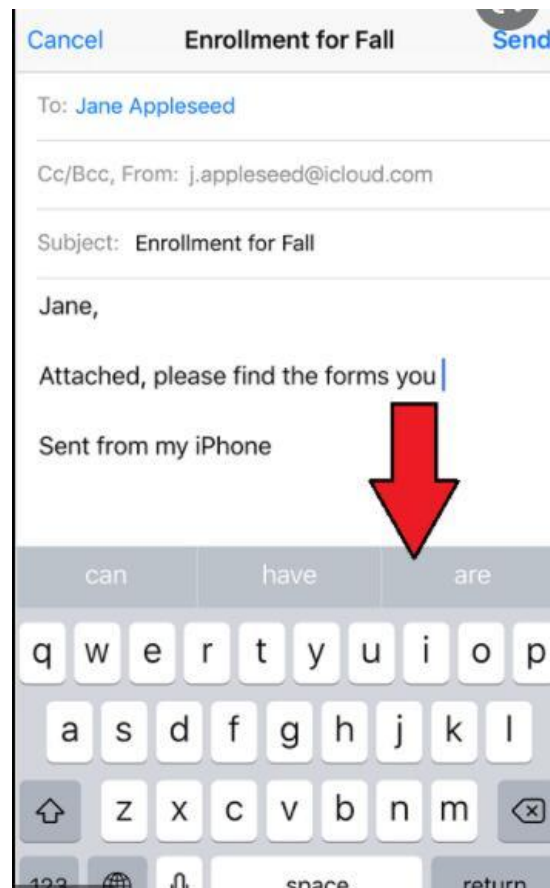 Cancel Enrollment for Fall Send
To: Jane Appleseed
Cc/Bcc, From: j.appleseed@icloud.com
Subject: Enrollment for Fall
Jane,
Attached, please find the forms you
Sent from my iPhone
can have are
q w e r t y u i o p
a s d f g h j k l
z x c v b n m
123 space return